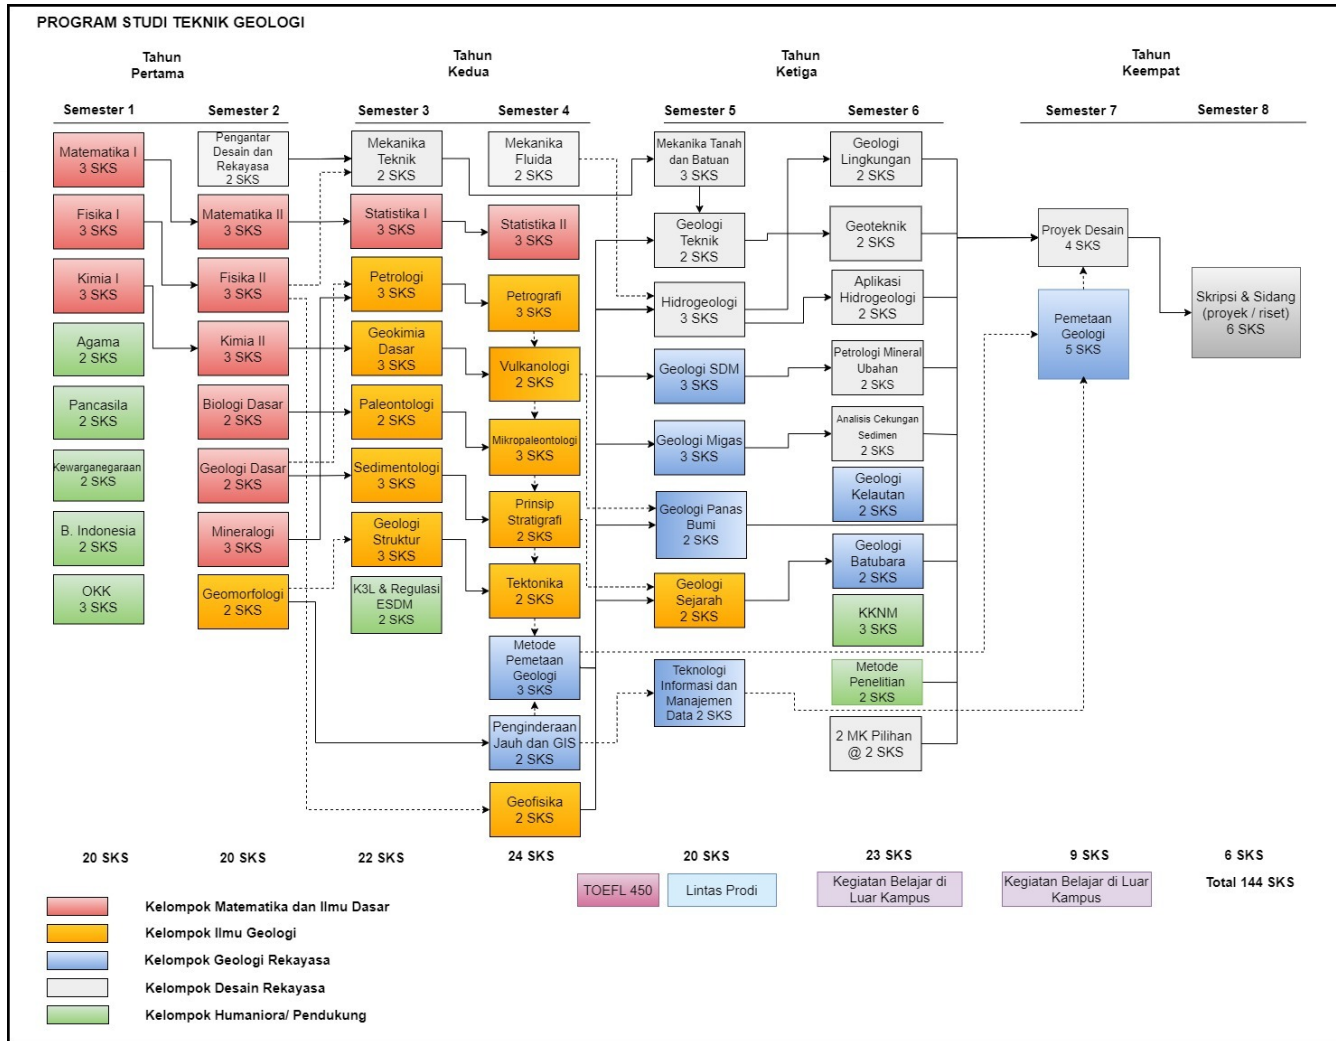 PROGRAM STUDI TEKNIK GEOLOGI
Tahun
Pertama
Tahun
Kedua
Tahun
Ketiga
Tahun
Keempat
Semester 1
Semester 2
Semester 3
Semester 4
Semester 5
Semester 6
Semester 7
Semester 8
Matematika I
3 SKS
Fisika I
3 SKS
Kimia I
3 SKS
Agama
2 SKS
Pancasila
2 SKS
Kewarganegaraan
2 SKS
B. Indonesia
2 SKS
OKK
3 SKS
Pengantar
Desain dan
Rekayasa
2 SKS
Matematika II
3 SKS
Fisika II
3 SKS
Kimia II
3 SKS
Biologi Dasar
2 SKS
Geologi Dasar
2 SKS
Mineralogi
3 SKS
Geomorfologi
2 SKS
Mekanika
Teknik
2 SKS
Statistika I
3 SKS
Petrologi
3 SKS
Geokimia
Dasar
3 SKS
Paleontologi
2 SKS
Sedimentologi
3 SKS
Geologi
Struktur
3 SKS
K3L & Regulasi
ESDM
2 SKS
Mekanika
Fluida
2 SKS
Statistika II
3 SKS
Petrografi
3 SKS
Vulkanologi
2 SKS
Mikropaleontologi
3 SKS
Prinsip
Stratigrafi
2 SKS
Tektonika
2 SKS
Metode
Pemetaan
Geologi
3 SKS
Penginderaan
Jauh dan GIS
2 SKS
Geofisika
2 SKS
Mekanika Tanah
dan Batuan
3 SKS
Geologi
Teknik
2 SKS
Hidrogeologi
3 SKS
Geologi SDM
3 SKS
Geologi Migas
3 SKS
Geologi Panas
Bumi
2 SKS
Geologi
Sejarah
2 SKS
Teknologi
Informasi dan
Manajemen
Data 2 SKS
Geologi
Lingkungan
2 SKS
Geoteknik
2 SKS
Aplikasi
Hidrogeologi
2 SKS
Petrologi Mineral
Ubahan
2 SKS
Analisis Cekungan
Sedimen
2 SKS
Geologi
Kelautan
2 SKS
Geologi
Batubara
2 SKS
KKNM
3 SKS
Metode
Penelitian
2 SKS
2 MK Pilihan
@ 2 SKS
Proyek Desain
4 SKS
Pemetaan
Geologi
5 SKS
Skripsi & Sidang
(proyek / riset)
6 SKS
20 SKS
20 SKS
22 SKS
24 SKS
20 SKS
23 SKS
9 SKS
6 SKS
TOEFL 450
Lintas Prodi
Kegiatan Belajar di
Luar Kampus
Kegiatan Belajar di Luar
Kampus
Total 144 SKS
Kelompok Matematika dan Ilmu Dasar
Kelompok Ilmu Geologi
Kelompok Geologi Rekayasa
Kelompok Desain Rekayasa
Kelompok Humaniora/ Pendukung